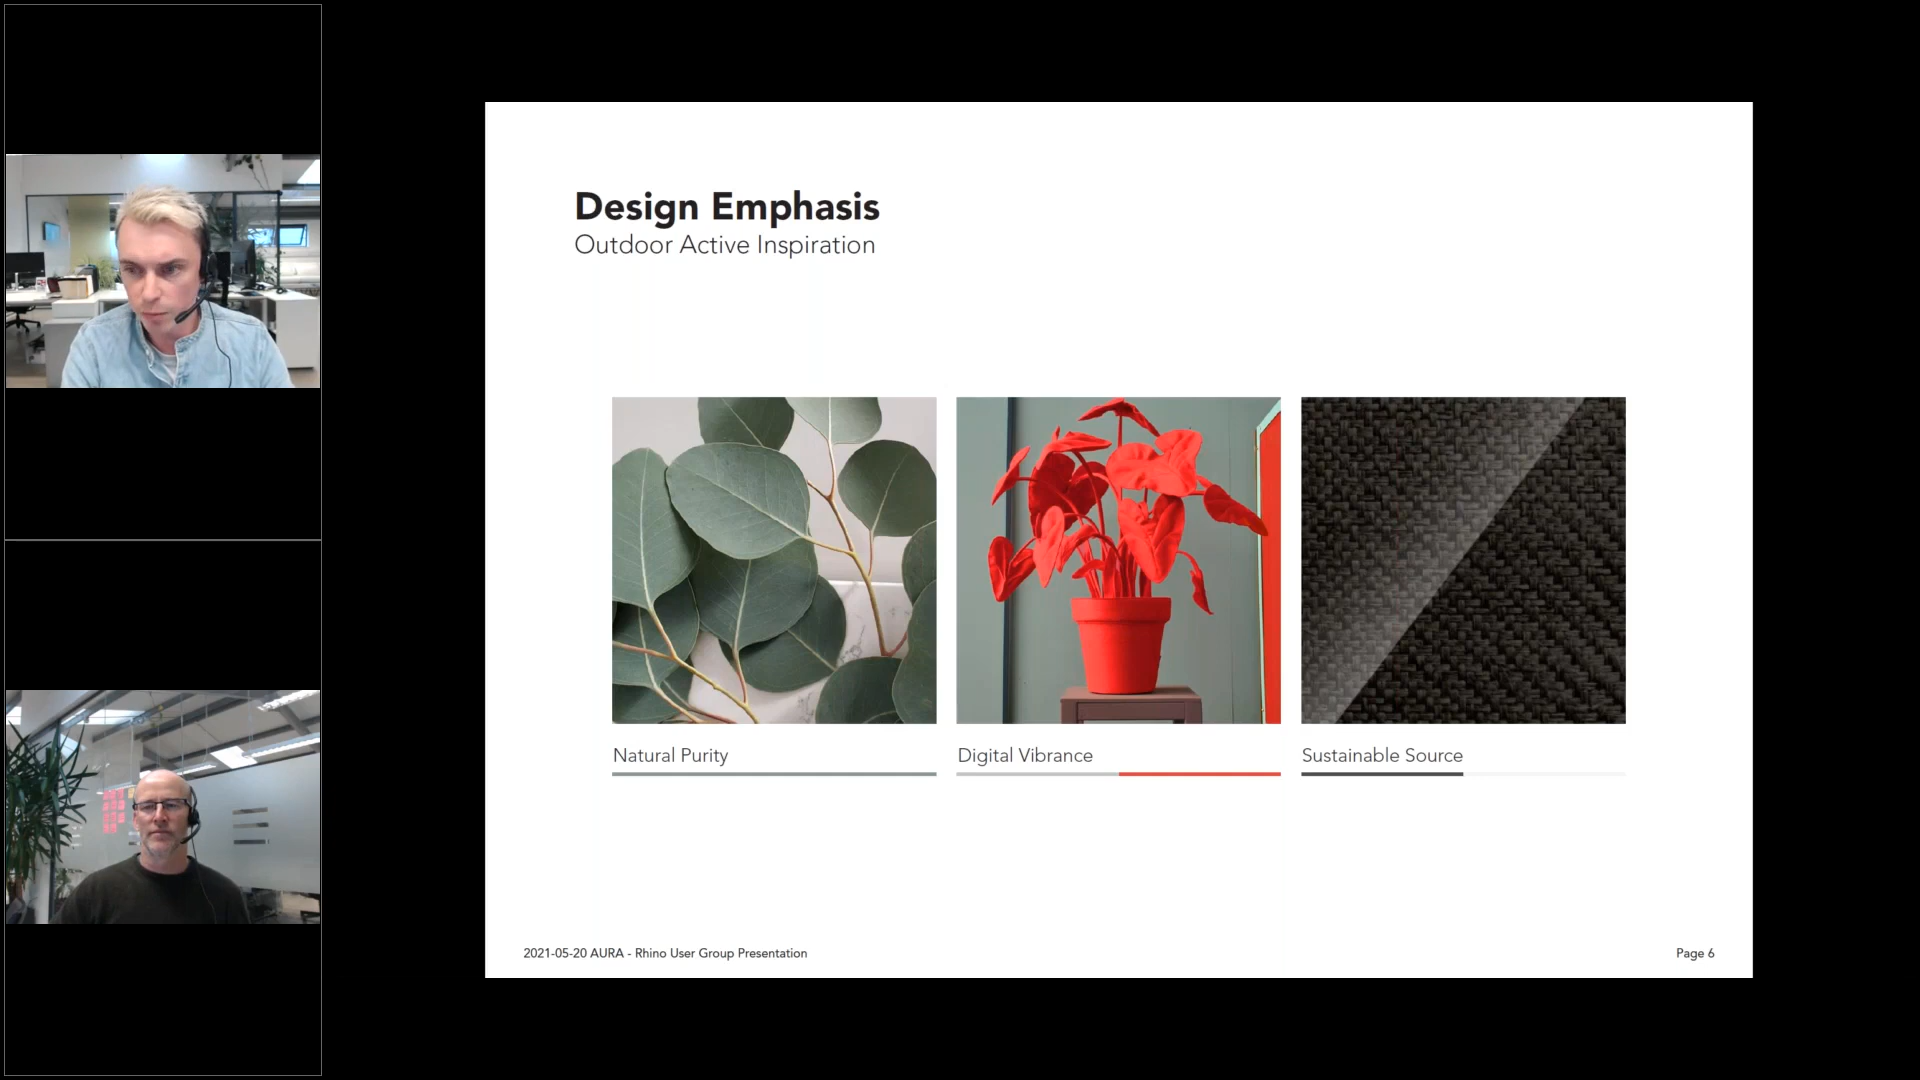 Design Emphasis
Outdoor Active Inspiration
Natural Purity
Digital Vibrance
Sustainable Source
2021-05-20 AURA - Rhino User Group Presentation
Page 6